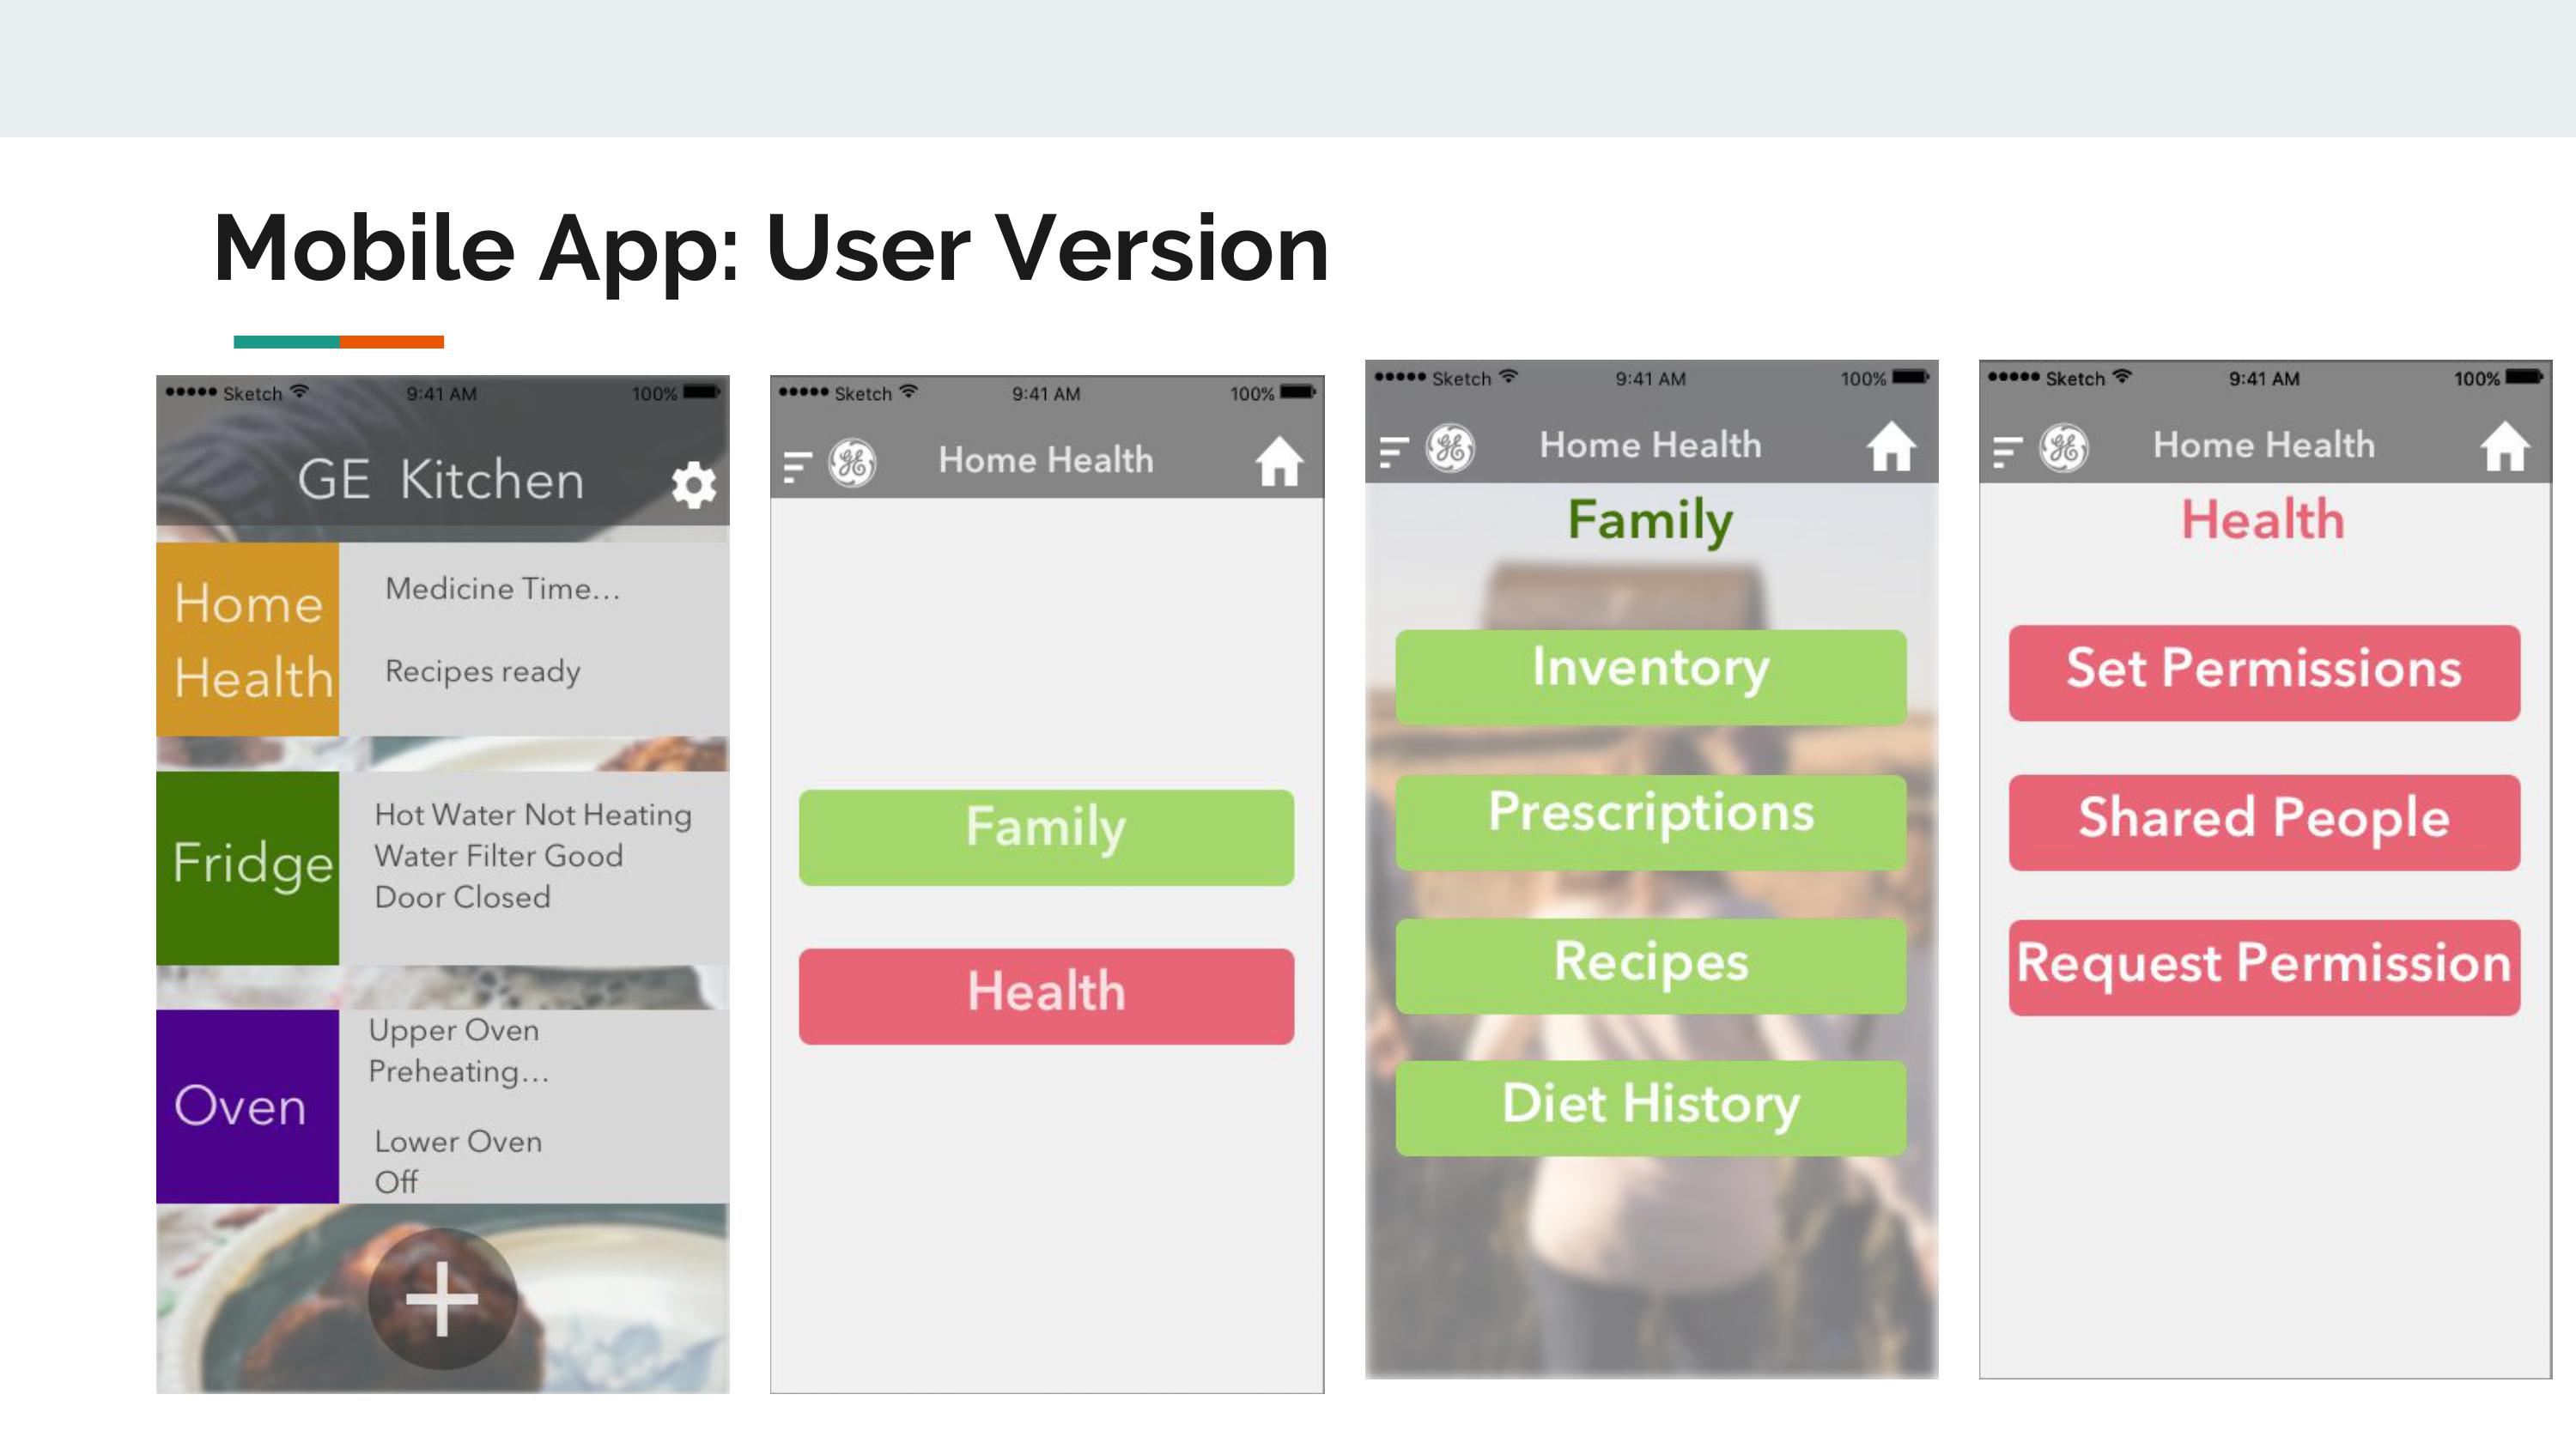 Mobile App: User Version
Sketch 9:41 AM 100%
GE Kitchen
Home
Health
Medicine Time...
Recipes ready
Fridge
Hot Water Not Heating
Water Filter Good
Door Closed
Oven
Upper Oven
Preheating...
Lower Oven
Off
Sketch 9:41 AM 100%
GE Home Health
Family
Health
Sketch 9:41 AM 100%
GE Home Health
Family
Inventory
Prescriptions
Recipes
Diet History
Sketch 9:41 AM 100%
GE Home Health
Health
Set Permissions
Shared People
Request Permission